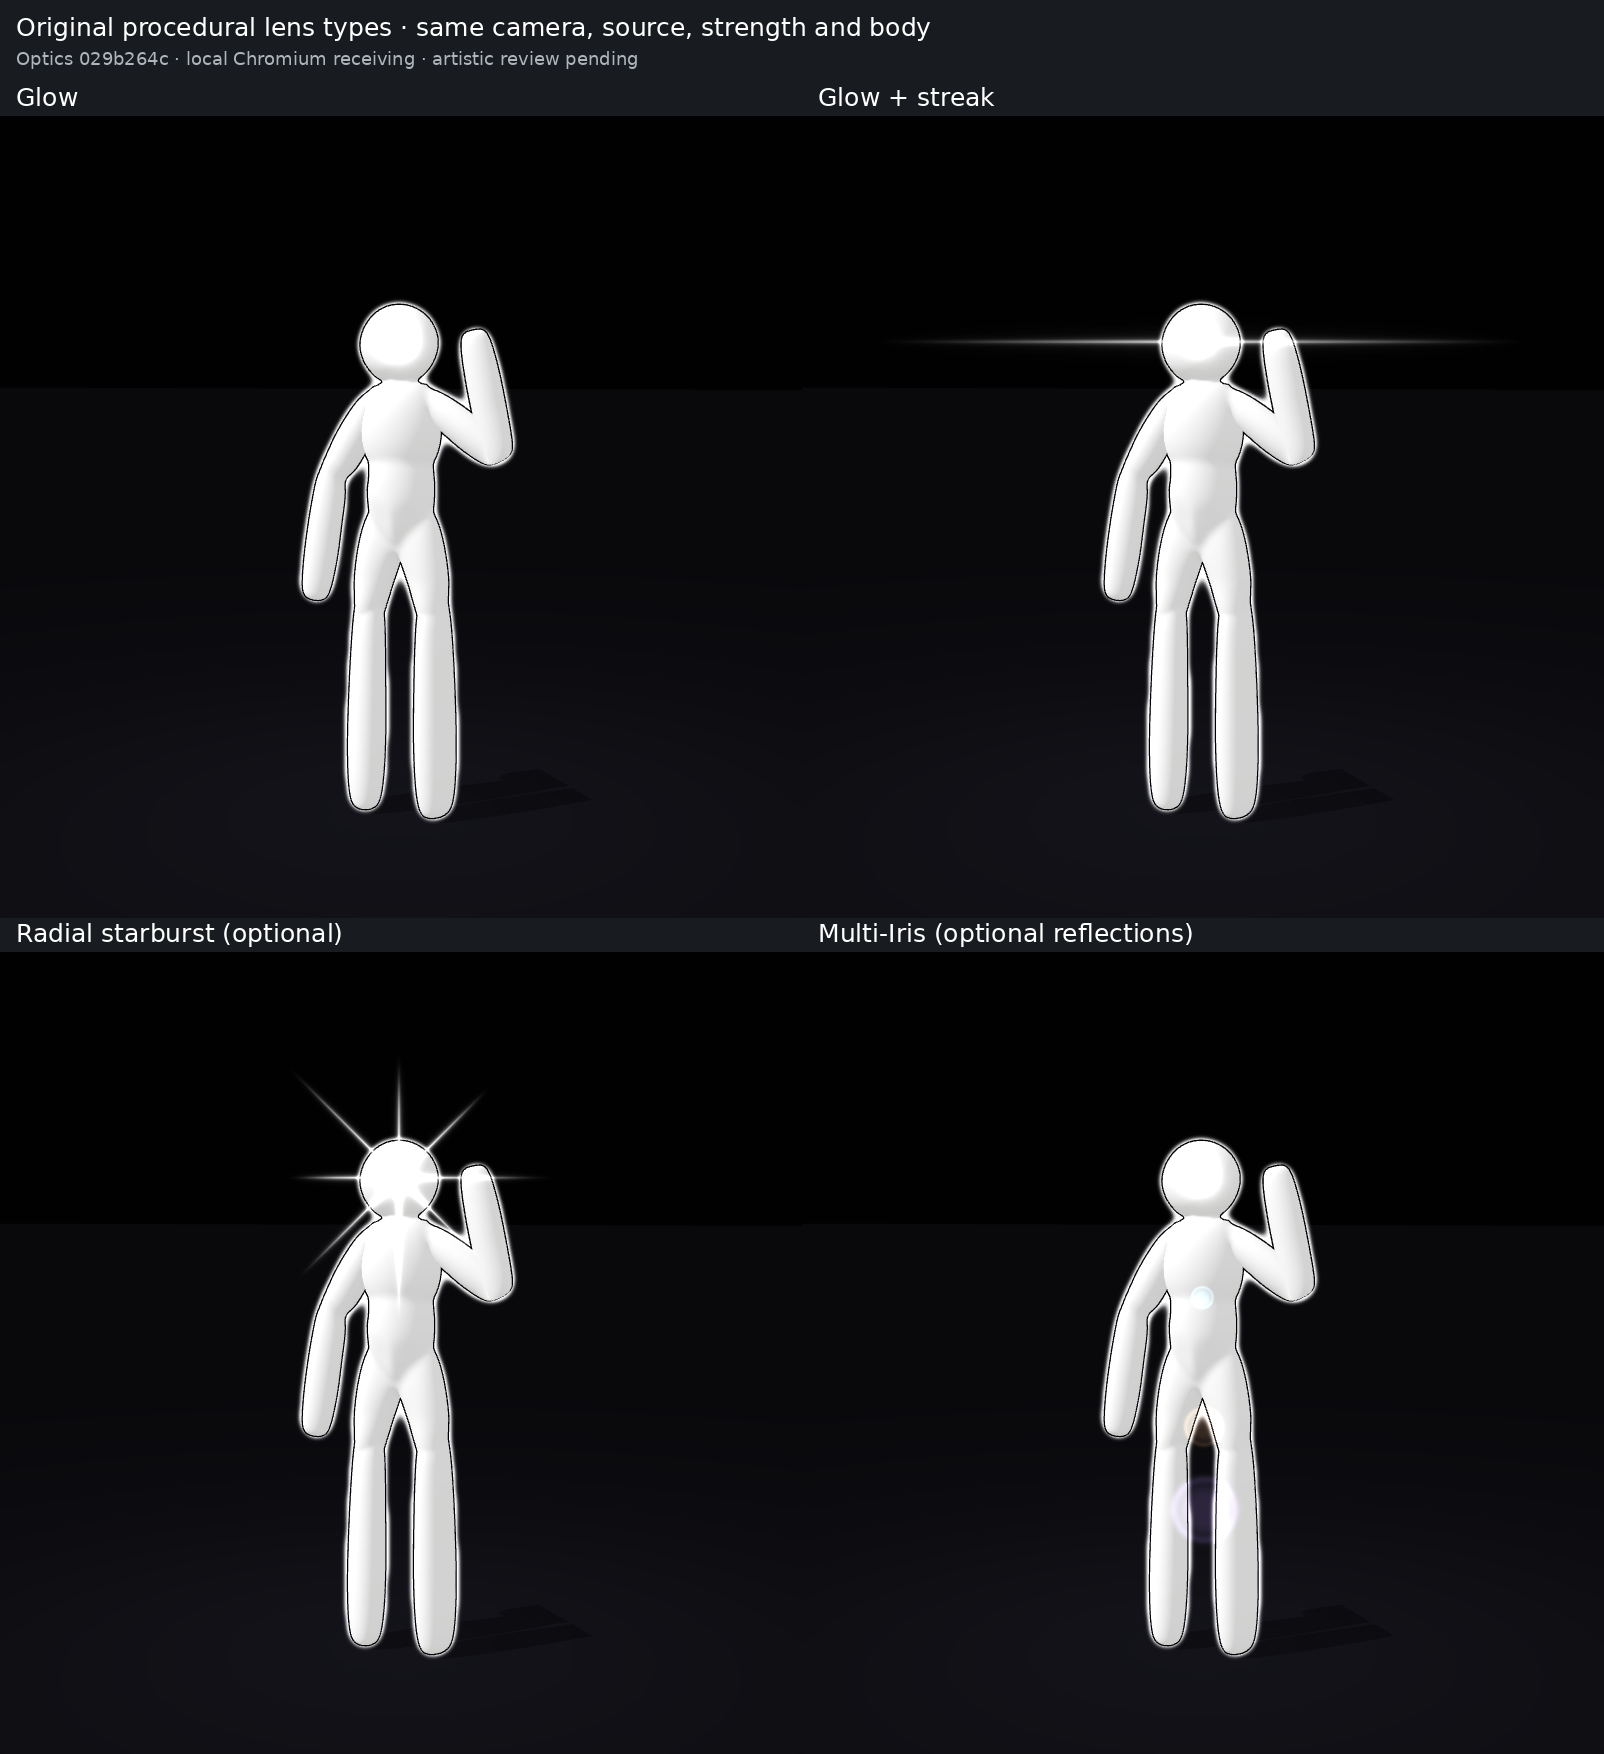 Original procedural lens types · same camera, source, strength and body
Optics 029b264c · local Chromium receiving · artistic review pending
Glow
Glow + streak
Radial starburst (optional)
Multi-Iris (optional reflections)